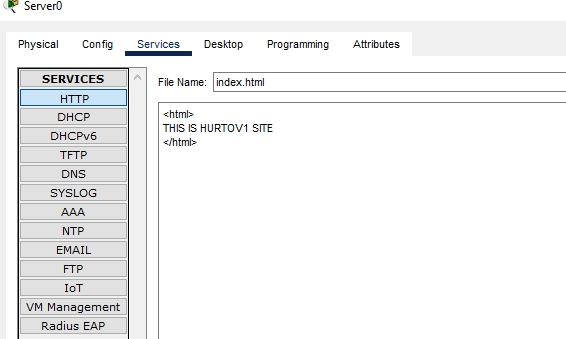 Server0
Physical Config Services Desktop Programming Attributes
SERVICES
HTTP
DHCP
DHCPv6
TFTP
DNS
SYSLOG
AAA
NTP
EMAIL
FTP
IoT
VM Management
Radius EAP
File Name: index.html
<html>
THIS IS HURTOV1 SITE
</html>